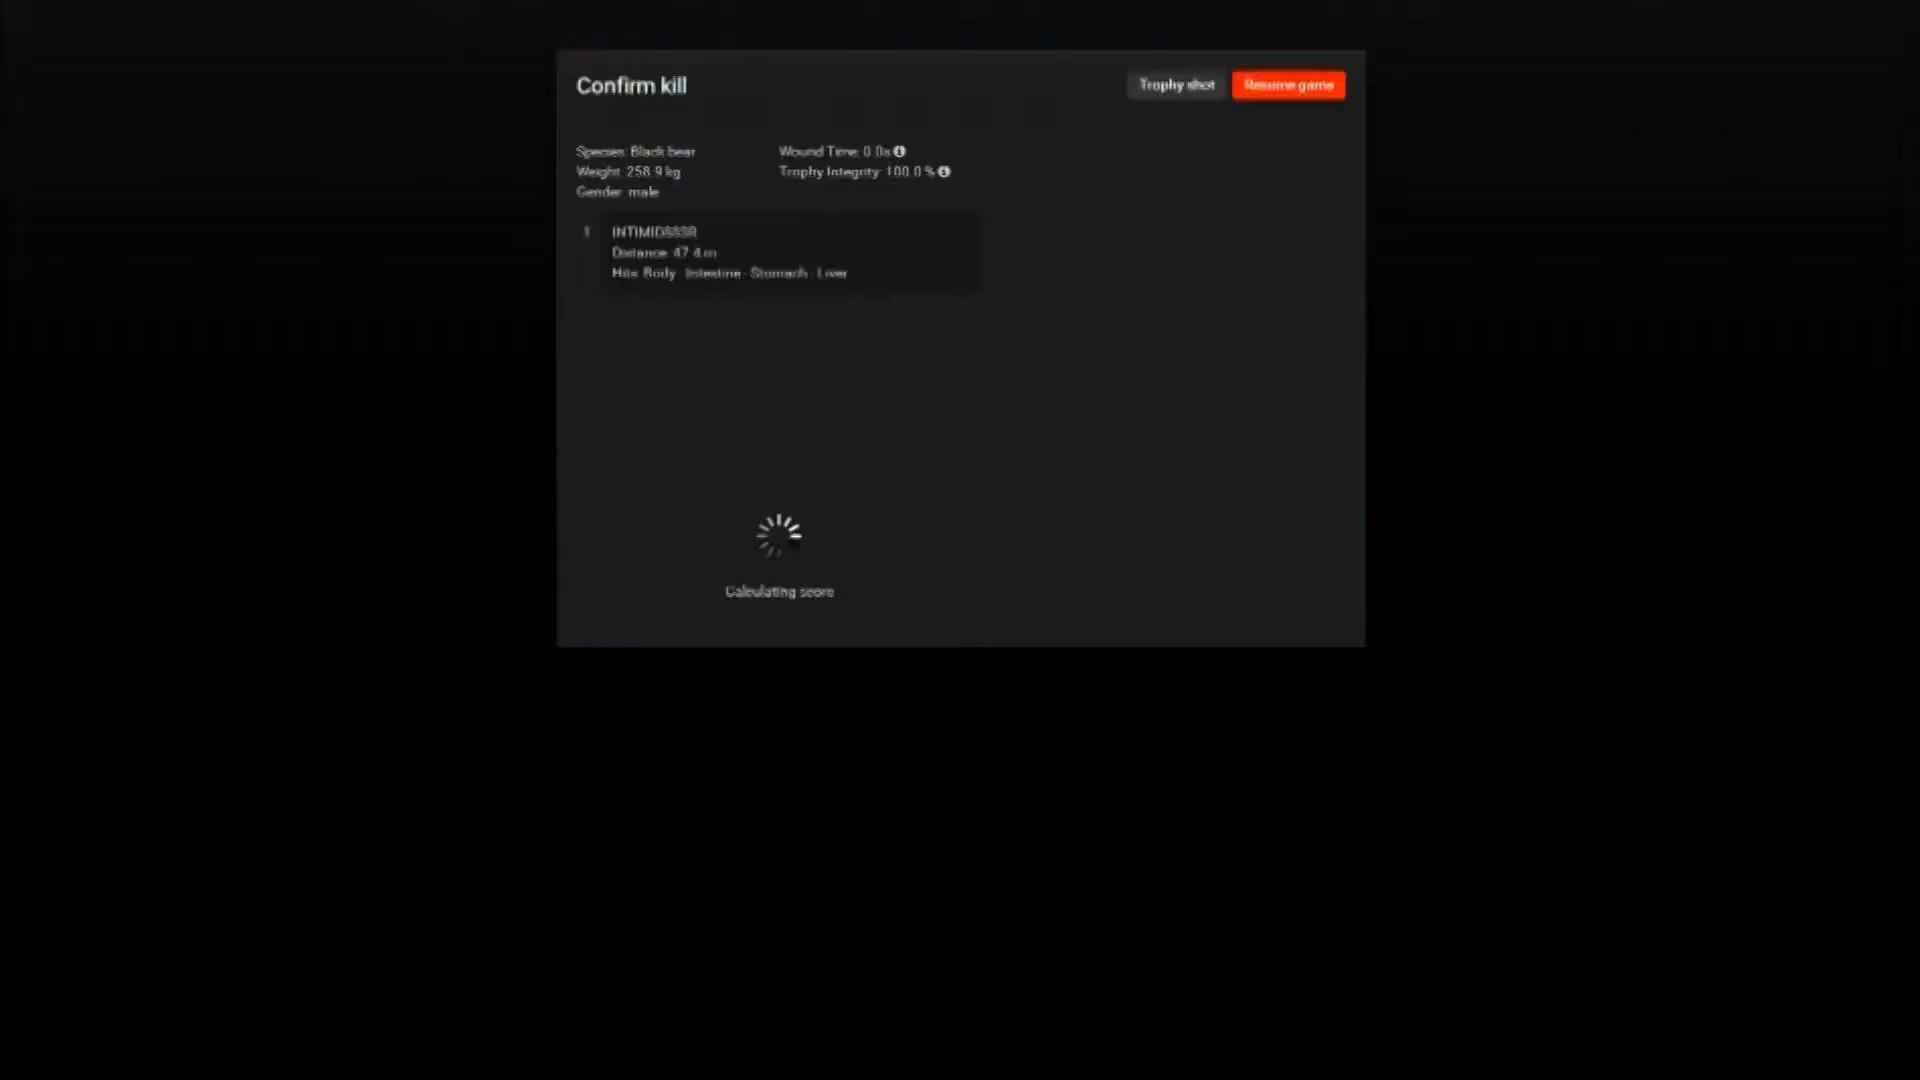 Confirm kill
Trophy shot
Resume game
Species: Black bear
Weight: 258.9 kg
Gender: male
Wound Time: 0.0s
Trophy Integrity: 100.0 %
1
Distance: 47.4 m
Hits: Body Intestine Stomach Liver
Calculating score